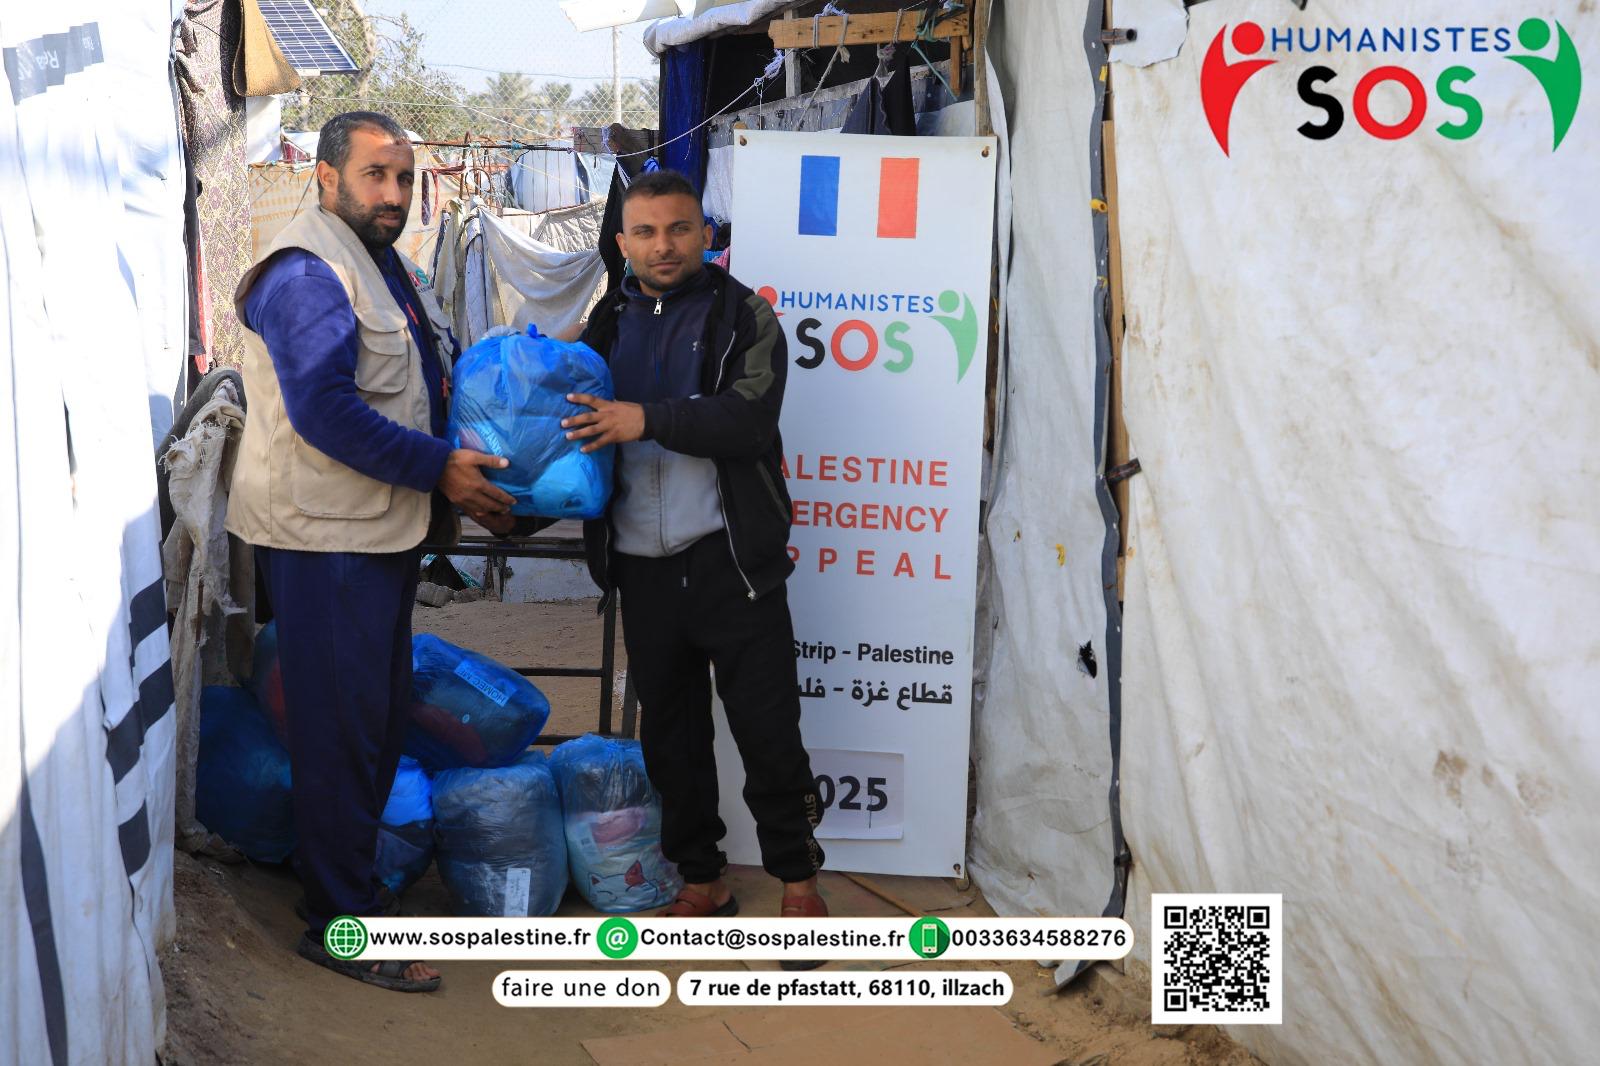 HUMANISTES
SOS
HUMANISTES
SOS
ALESTINE
ERGENCY
PPEAL
Strip - Palestine
قطاع غزة - فلس
025
www.sospalestine.fr
Contact@sospalestine.fr
0033634588276
faire une don
7 rue de pfastatt, 68110, illzach